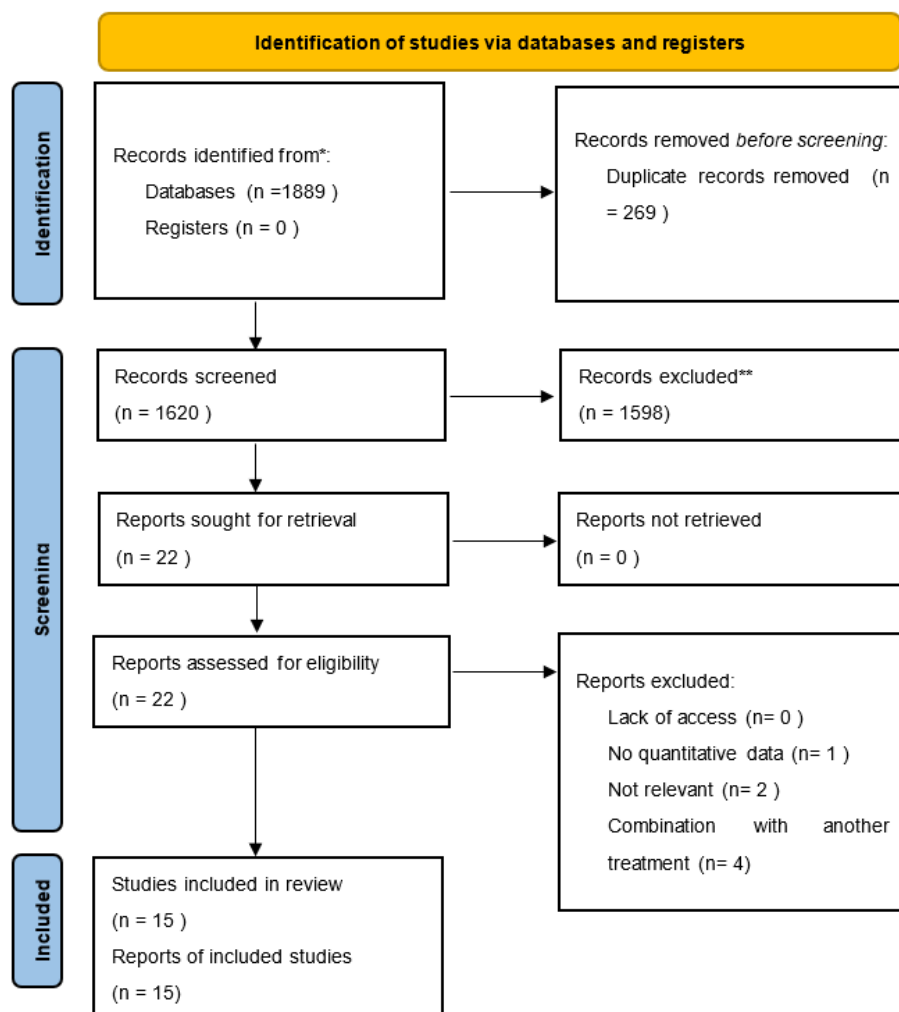 Identification of studies via databases and registers
Identification
Records identified from*:
Databases (n =1889 )
Registers (n = 0 )
Records removed before screening:
Duplicate records removed (n
= 269 )
Screening
Records screened
(n = 1620 )
Records excluded**
(n = 1598)
Reports sought for retrieval
(n = 22 )
Reports not retrieved
(n = 0 )
Reports assessed for eligibility
(n = 22 )
Reports excluded:
Lack of access (n= 0 )
No quantitative data (n= 1 )
Not relevant (n= 2 )
Combination with another
treatment (n= 4)
Included
Studies included in review
(n = 15 )
Reports of included studies
(n = 15)